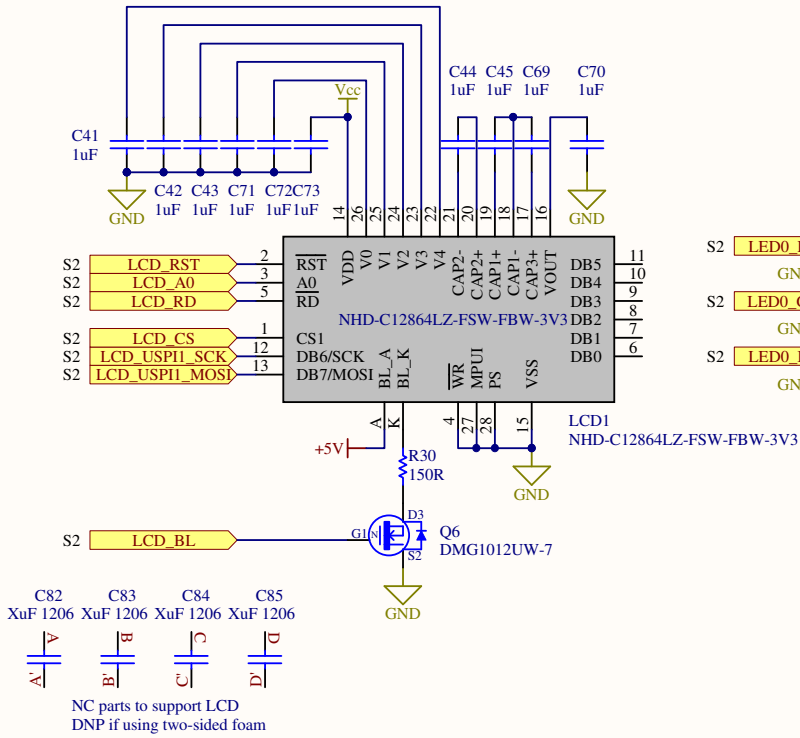 C44 C45 C69 C70
1uF 1uF 1uF 1uF
Vcc
C41
1uF
C42 C43 C71 C72 C73
1uF 1uF 1uF 1uF 1uF
GND
GND
14 26 25 24 23 22 21 20 19 18 17 16
VDD V0 V1 V2 V3 V4 CAP2- CAP2+ CAP1+ CAP1- CAP3+ VOUT
S2 LCD_RST 2 RST
S2 LCD_A0 3 A0
S2 LCD_RD 5 RD
S2 LCD_CS 1 CS1
S2 LCD_USPI1_SCK 12 DB6/SCK
S2 LCD_USPI1_MOSI 13 DB7/MOSI
NHD-C12864LZ-FSW-FBW-3V3
DB5 11
DB4 10
DB3 9
DB2 8
DB1 7
DB0 6
BL_A BL_K WR MPUI PS VSS
A K 4 27 28 15
LCD1
NHD-C12864LZ-FSW-FBW-3V3
+5V
R30
150R
GND
S2 LCD_BL
G1 N D3 S2
Q6
DMG1012UW-7
GND
S2 LED0_
GN
S2 LED0_
GN
S2 LED0_
GN
C82 C83 C84 C85
XuF 1206 XuF 1206 XuF 1206 XuF 1206
A B C D
A' B' C' D'
NC parts to support LCD
DNP if using two-sided foam